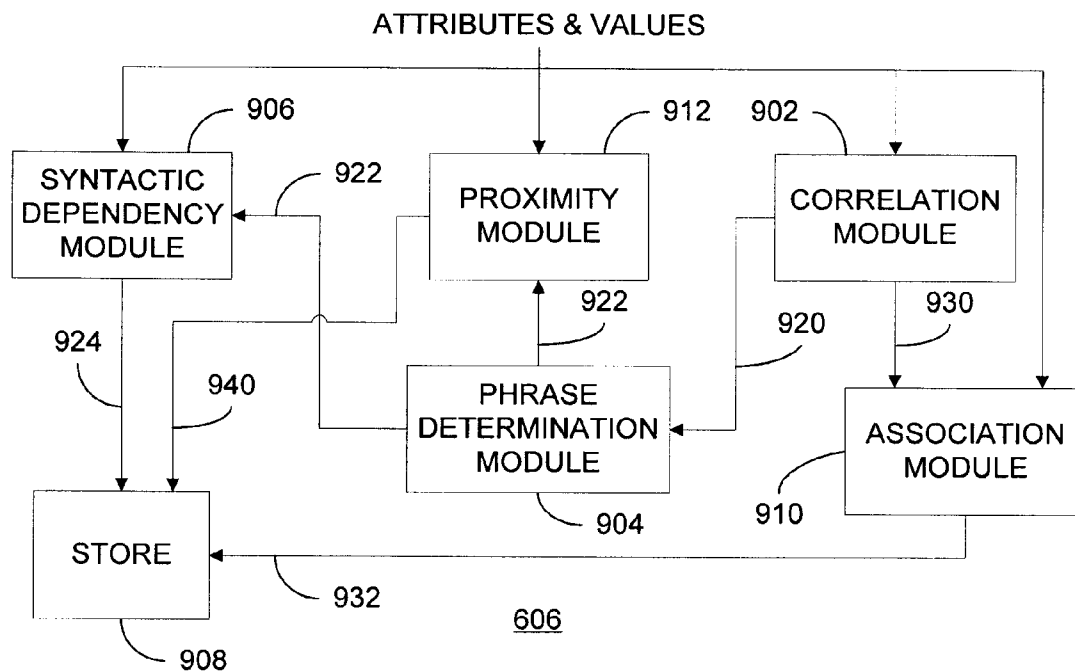 ATTRIBUTES & VALUES
906
912
902
SYNTACTIC
DEPENDENCY
MODULE
922
PROXIMITY
MODULE
CORRELATION
MODULE
924
940
922
920
930
PHRASE
DETERMINATION
MODULE
ASSOCIATION
MODULE
904
910
STORE
932
606
908